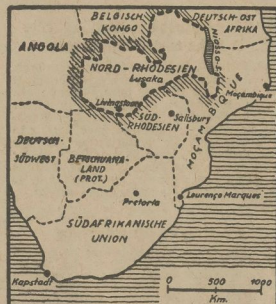 BELGISCH-
KONGO
DEUTSCH-OST
AFRIKA
ANGOLA
NJASSA-S.
NORD-RHODESIEN
Lusaka
Livingstone
Moçambique
SÜD-
RHODESIEN
Salisbury
MOÇAMBIQUE
DEUTSCH-
SÜDWEST
BETSCHUANA-
LAND
(PROT.)
Pretoria
Lourenço Marques
SÜDAFRIKANISCHE
UNION
Kapstadt
0 500 1000
Km.